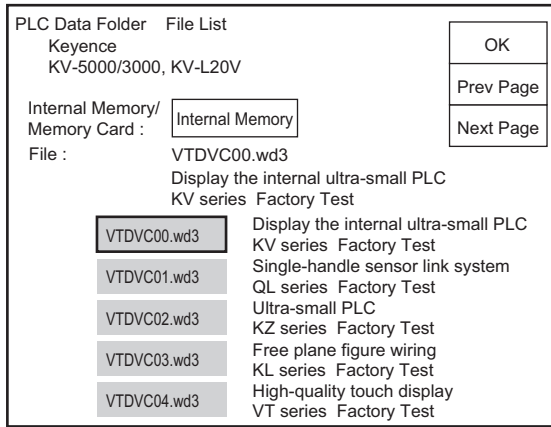 PLC Data Folder File List
Keyence
KV-5000/3000, KV-L20V
OK
Prev Page
Next Page
Internal Memory/
Memory Card :
Internal Memory
File :
VTDVC00.wd3
Display the internal ultra-small PLC
KV series Factory Test
VTDVC00.wd3
Display the internal ultra-small PLC
KV series Factory Test
VTDVC01.wd3
Single-handle sensor link system
QL series Factory Test
VTDVC02.wd3
Ultra-small PLC
KZ series Factory Test
VTDVC03.wd3
Free plane figure wiring
KL series Factory Test
VTDVC04.wd3
High-quality touch display
VT series Factory Test